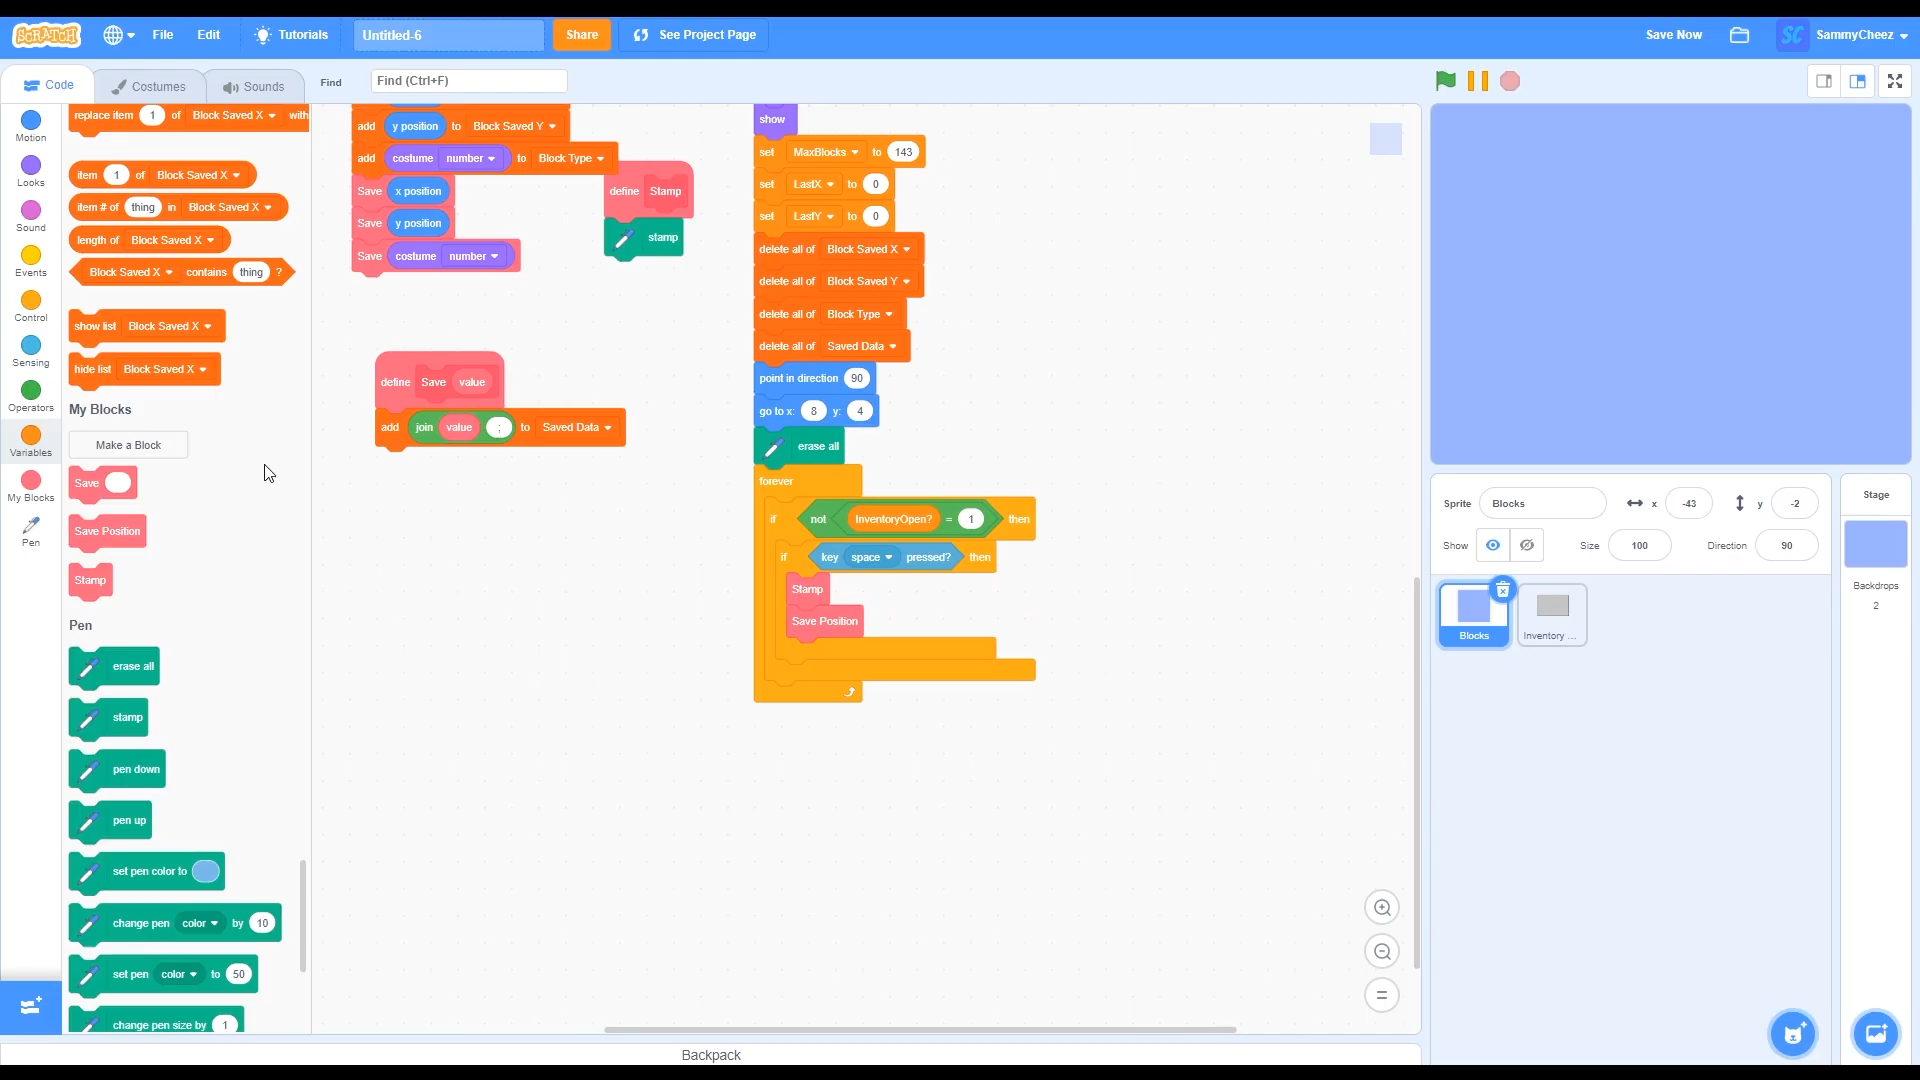 SCRATCH File Edit Tutorials Untitled-6 Share See Project Page Save Now SC SammyCheez
Code Costumes Sounds Find Find (Ctrl+F)
Motion
Looks
Sound
Events
Control
Sensing
Operators
Variables
My Blocks
Pen
replace item 1 of Block Saved X with
item 1 of Block Saved X
item # of thing in Block Saved X
length of Block Saved X
Block Saved X contains thing ?
show list Block Saved X
hide list Block Saved X
My Blocks
Make a Block
Save
Save Position
Stamp
Pen
erase all
stamp
pen down
pen up
set pen color to
change pen color by 10
set pen color to 50
change pen size by 1
add y position to Block Saved Y
add costume number to Block Type
Save x position
Save y position
Save costume number
define Stamp
stamp
define Save value
add join value ; to Saved Data
show
set MaxBlocks to 143
set LastX to 0
set LastY to 0
delete all of Block Saved X
delete all of Block Saved Y
delete all of Block Type
delete all of Saved Data
point in direction 90
go to x: 8 y: 4
erase all
forever
if not InventoryOpen? = 1 then
if key space pressed? then
Stamp
Save Position
Sprite Blocks x -43 y -2
Show Size 100 Direction 90
Blocks
Inventory ...
Stage
Backdrops
2
Backpack